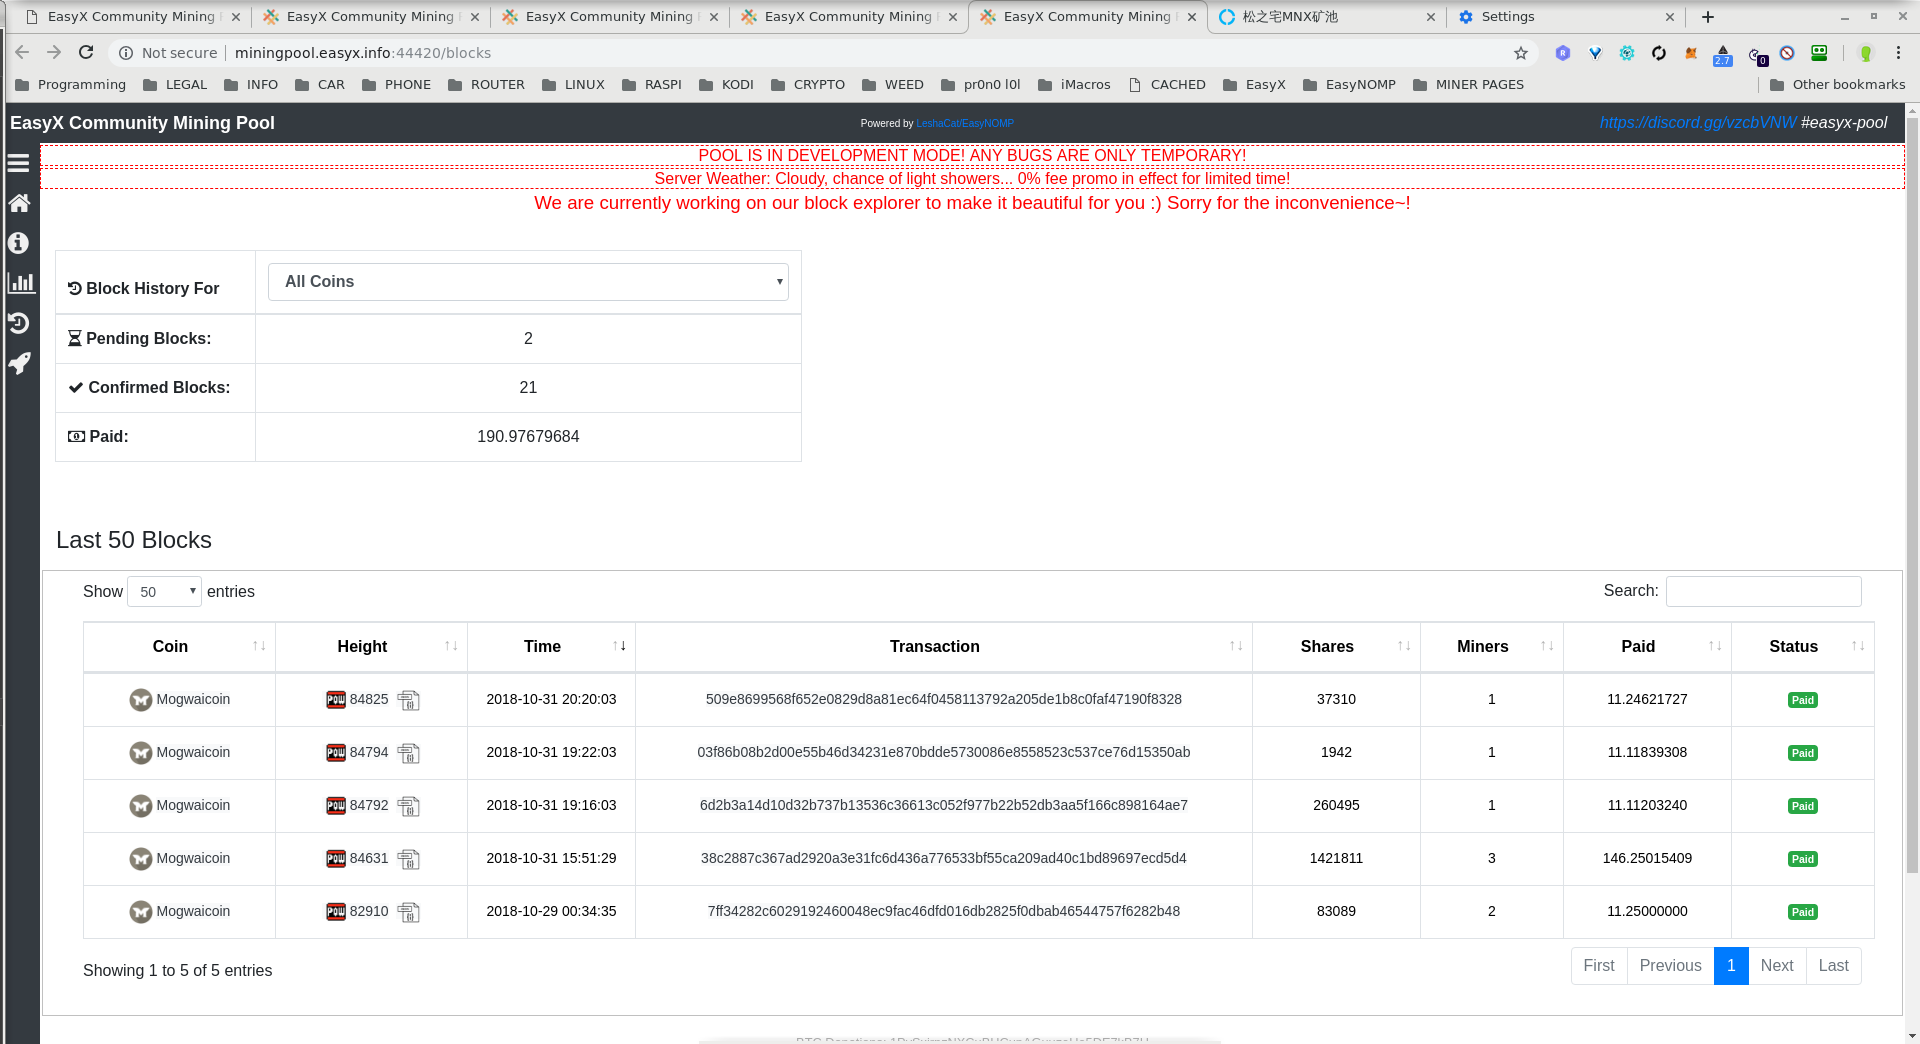 EasyX Community Mining EasyX Community Mining EasyX Community Mining EasyX Community Mining EasyX Community Mining 松之宅MNX矿池 Settings
Not secure miningpool.easyx.info:44420/blocks 2.7 0
Programming LEGAL INFO CAR PHONE ROUTER LINUX RASPI KODI CRYPTO WEED pr0n0 l0l iMacros CACHED EasyX EasyNOMP MINER PAGES Other bookmarks
EasyX Community Mining Pool Powered by LeshaCat/EasyNOMP https://discord.gg/vzcbVNW #easyx-pool
POOL IS IN DEVELOPMENT MODE! ANY BUGS ARE ONLY TEMPORARY!
Server Weather: Cloudy, chance of light showers... 0% fee promo in effect for limited time!
We are currently working on our block explorer to make it beautiful for you :) Sorry for the inconvenience~!
Block History For All Coins
Pending Blocks: 2
Confirmed Blocks: 21
Paid: 190.97679684
Last 50 Blocks
Show 50 entries Search:
Coin Height Time Transaction Shares Miners Paid Status
Mogwaicoin POW 84825 2018-10-31 20:20:03 509e8699568f652e0829d8a81ec64f0458113792a205de1b8c0faf47190f8328 37310 1 11.24621727 Paid
Mogwaicoin POW 84794 2018-10-31 19:22:03 03f86b08b2d00e55b46d34231e870bdde5730086e8558523c537ce76d15350ab 1942 1 11.11839308 Paid
Mogwaicoin POW 84792 2018-10-31 19:16:03 6d2b3a14d10d32b737b13536c36613c052f977b22b52db3aa5f166c898164ae7 260495 1 11.11203240 Paid
Mogwaicoin POW 84631 2018-10-31 15:51:29 38c2887c367ad2920a3e31fc6d436a776533bf55ca209ad40c1bd89697ecd5d4 1421811 3 146.25015409 Paid
Mogwaicoin POW 82910 2018-10-29 00:34:35 7ff34282c6029192460048ec9fac46dfd016db2825f0dbab46544757f6282b48 83089 2 11.25000000 Paid
Showing 1 to 5 of 5 entries First Previous 1 Next Last